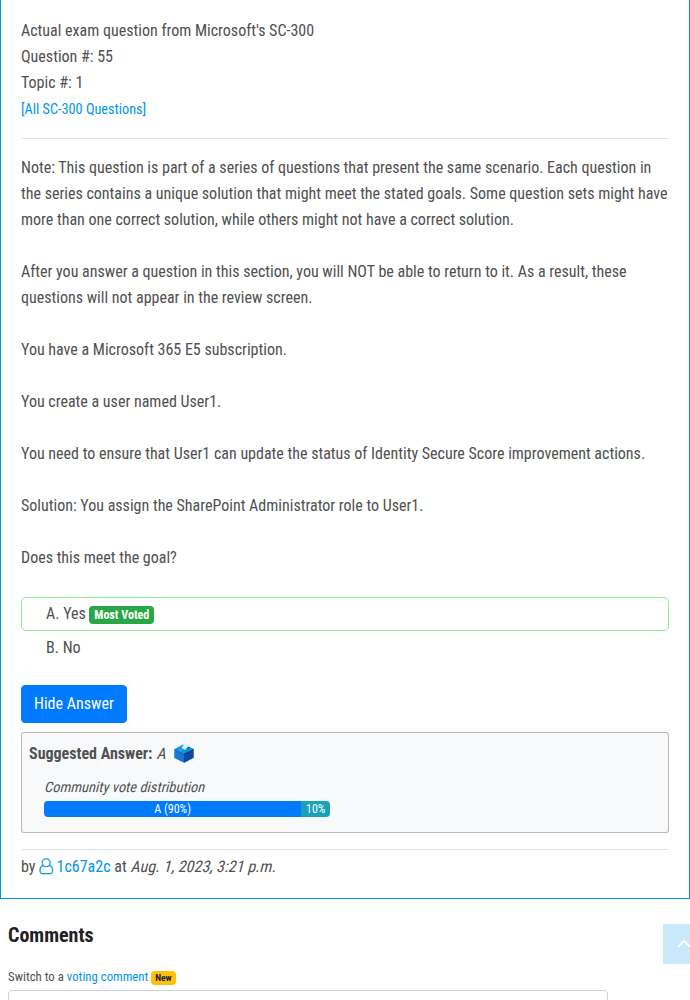 Actual exam question from Microsoft's SC-300
Question #: 55
Topic #: 1
[All SC-300 Questions]
Note: This question is part of a series of questions that present the same scenario. Each question in
the series contains a unique solution that might meet the stated goals. Some question sets might have
more than one correct solution, while others might not have a correct solution.
After you answer a question in this section, you will NOT be able to return to it. As a result, these
questions will not appear in the review screen.
You have a Microsoft 365 E5 subscription.
You create a user named User1.
You need to ensure that User1 can update the status of Identity Secure Score improvement actions.
Solution: You assign the SharePoint Administrator role to User1.
Does this meet the goal?
A. Yes Most Voted
B. No
Hide Answer
Suggested Answer: A
Community vote distribution
A (90%) 10%
by 1c67a2c at Aug. 1, 2023, 3:21 p.m.
Comments
Switch to a voting comment New